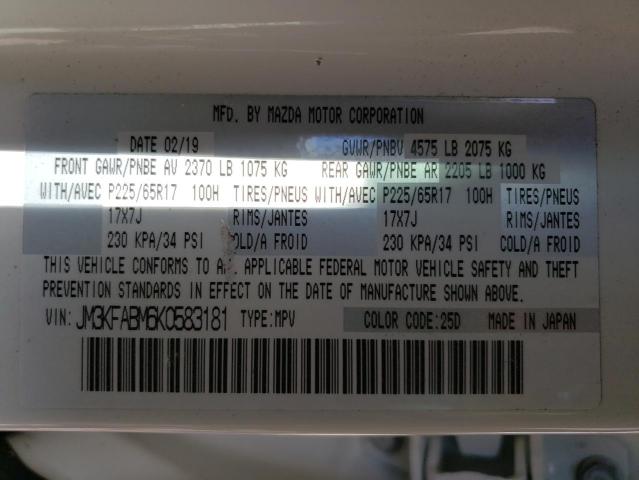 MFD. BY MAZDA MOTOR CORPORATION
DATE 02/19 GVWR/PNBV 4575 LB 2075 KG
FRONT GAWR/PNBE AV 2370 LB 1075 KG REAR GAWR/PNBE AR 2205 LB 1000 KG
WITH/AVEC P225/65R17 100H TIRES/PNEUS WITH/AVEC P225/65R17 100H TIRES/PNEUS
17X7J RIMS/JANTES 17X7J RIMS/JANTES
230 KPA/34 PSI COLD/A FROID 230 KPA/34 PSI COLD/A FROID
THIS VEHICLE CONFORMS TO APPLICABLE FEDERAL MOTOR VEHICLE SAFETY AND THEFT
PREVENTION STANDARDS IN EFFECT ON THE DATE OF MANUFACTURE SHOWN ABOVE.
VIN: JM3KFABM6K0583181 TYPE:MPV COLOR CODE:25D MADE IN JAPAN